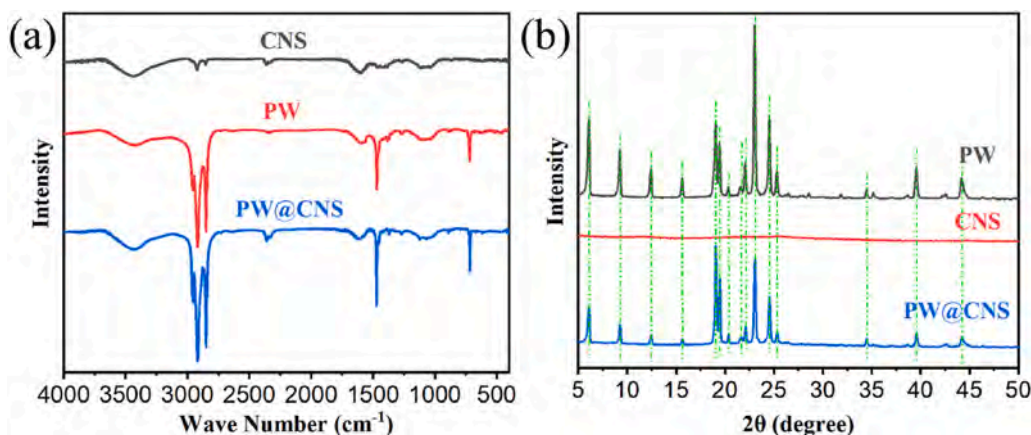 (a)
CNS
PW
PW@CNS
Intensity
4000 3500 3000 2500 2000 1500 1000 500
Wave Number (cm⁻¹)
(b)
PW
CNS
PW@CNS
Intensity
5 10 15 20 25 30 35 40 45 50
2θ (degree)